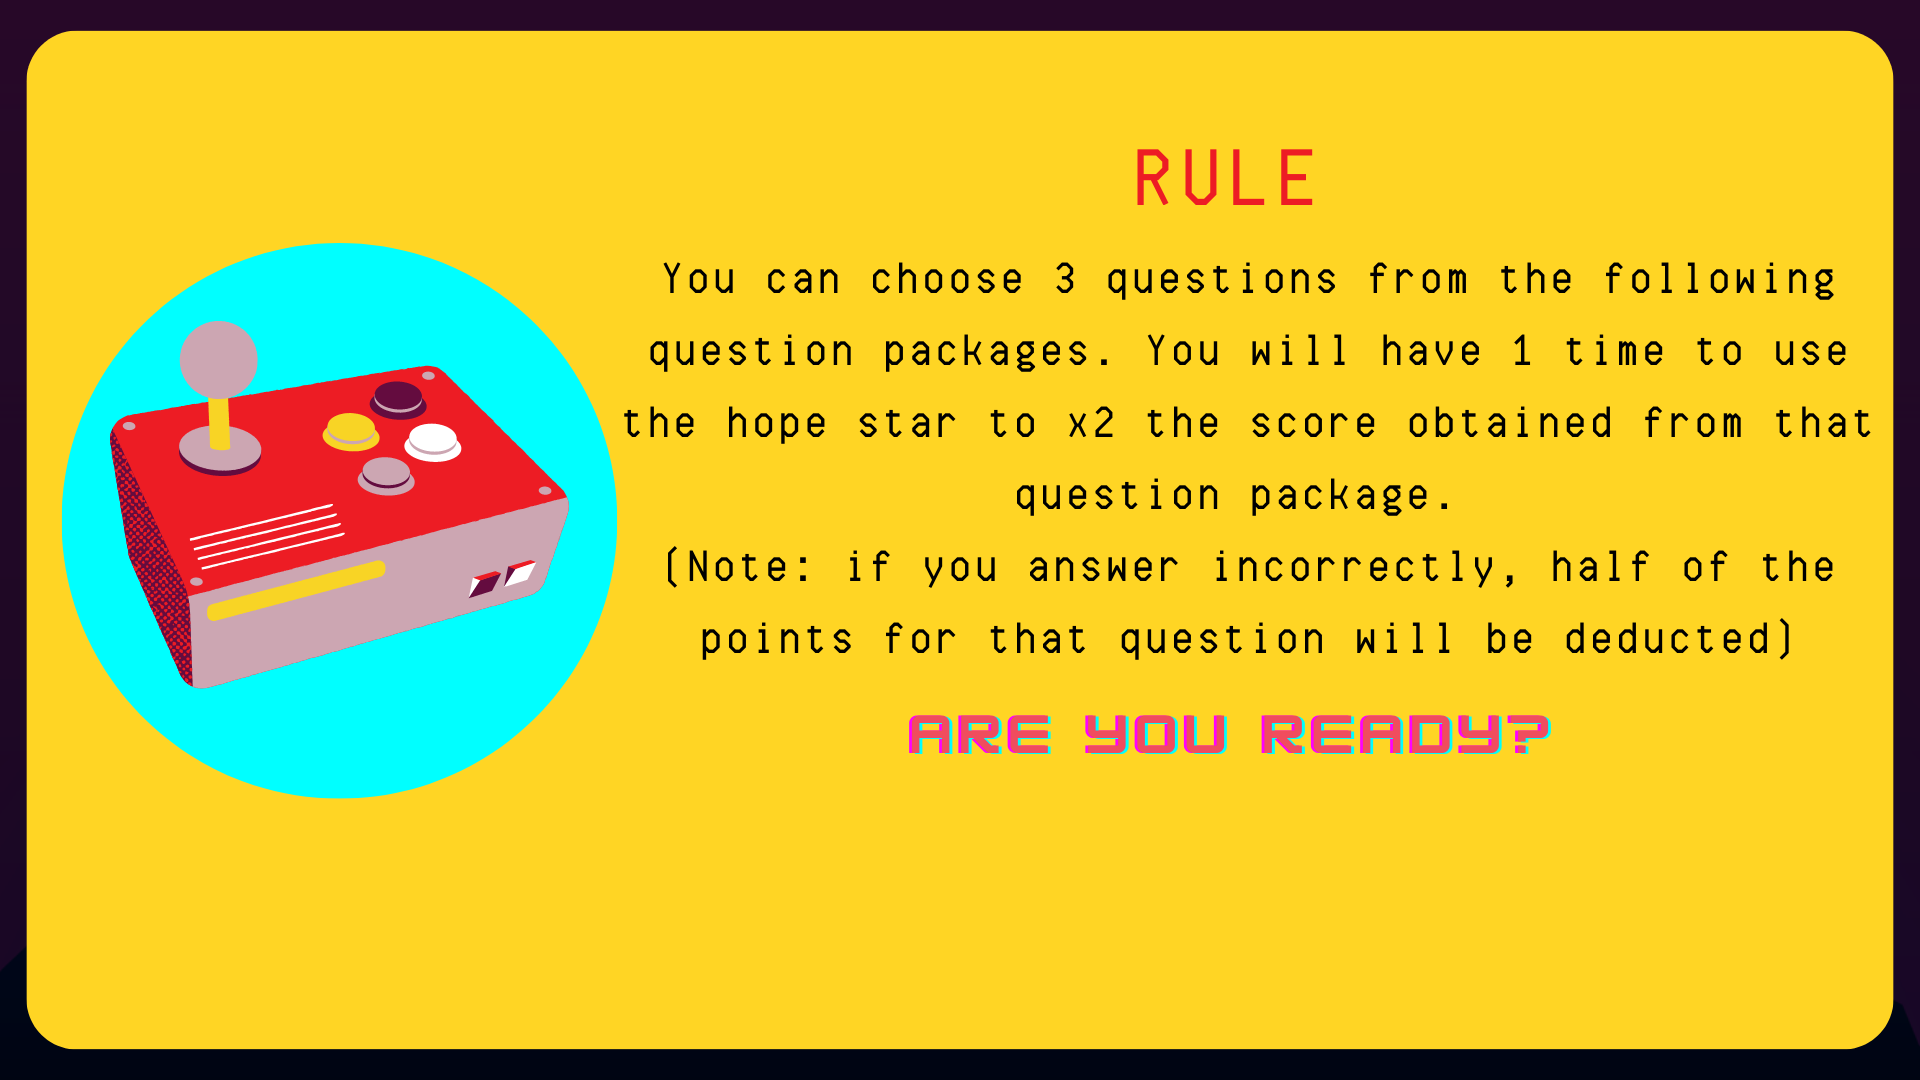 RULE
You can choose 3 questions from the following
question packages. You will have 1 time to use
the hope star to x2 the score obtained from that
question package.
(Note: if you answer incorrectly, half of the
points for that question will be deducted)
ARE YOU READY?